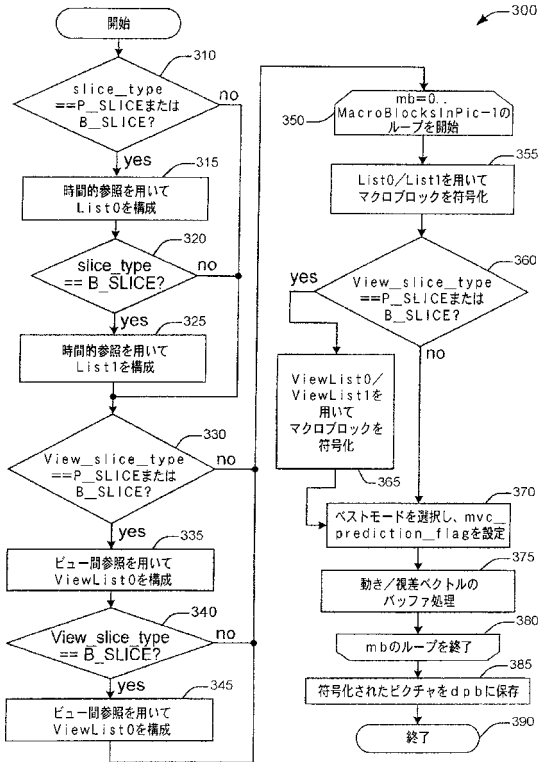 300
開始
310
slice_type
==P_SLICEまたは
B_SLICE?
no
yes
315
時間的参照を用いて
List0を構成
320
slice_type
== B_SLICE?
no
yes
325
時間的参照を用いて
List1を構成
330
View_slice_type
==P_SLICEまたは
B_SLICE?
no
yes
335
ビュー間参照を用いて
ViewList0を構成
340
View_slice_type
== B_SLICE?
no
yes
345
ビュー間参照を用いて
ViewList0を構成
350
mb=0..
MacroBlocksInPic-1の
ループを開始
355
List0/List1を用いて
マクロブロックを符号化
360
View_slice_type
==P_SLICEまたは
B_SLICE?
yes
no
ViewList0/
ViewList1を
用いて
マクロブロックを
符号化
365
370
ベストモードを選択し、mvc_
prediction_flagを設定
375
動き/視差ベクトルの
バッファ処理
380
mbのループを終了
385
符号化されたピクチャをdpbに保存
終了
390